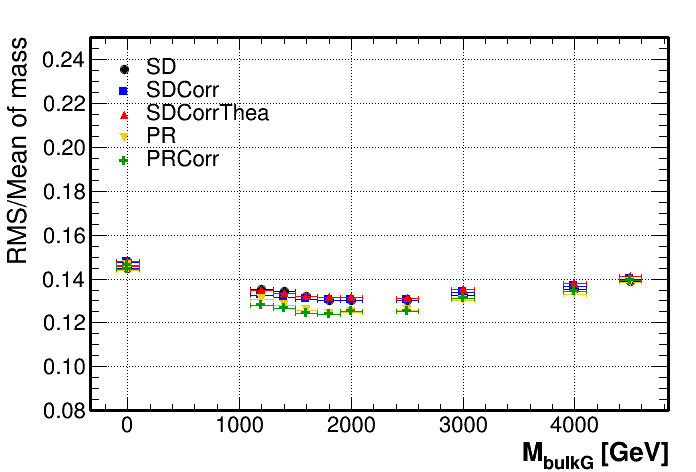 RMS/Mean of mass
0.24
0.22
0.20
0.18
0.16
0.14
0.12
0.10
0.08
SD
SDCorr
SDCorrThea
PR
PRCorr
0 1000 2000 3000 4000
M_bulkG [GeV]